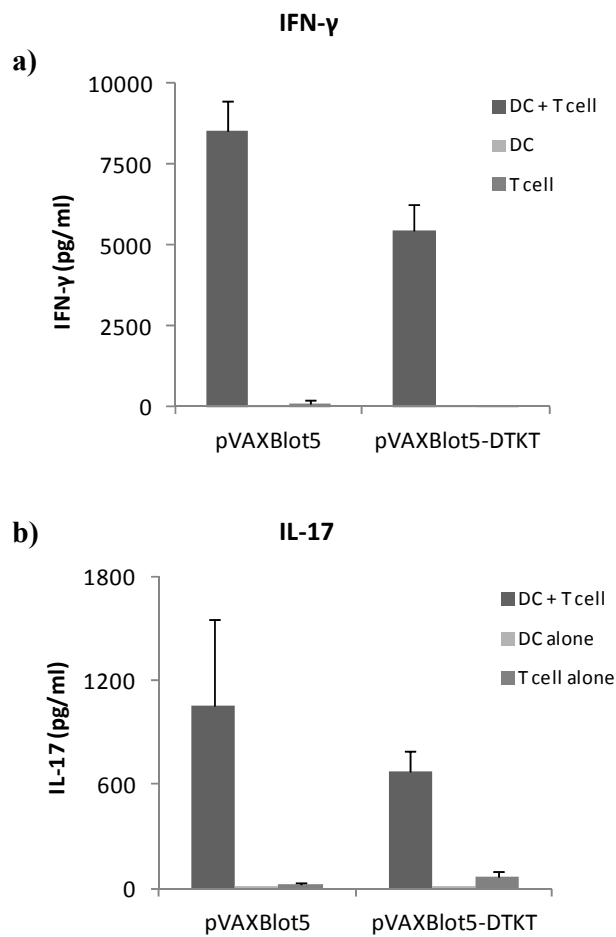 IFN-γ
a)
10000
7500
5000
2500
0
IFN-γ (pg/ml)
DC + T cell
DC
T cell
pVAXBlot5
pVAXBlot5-DTKT
b)
IL-17
1800
1200
600
0
IL-17 (pg/ml)
DC + T cell
DC alone
T cell alone
pVAXBlot5
pVAXBlot5-DTKT